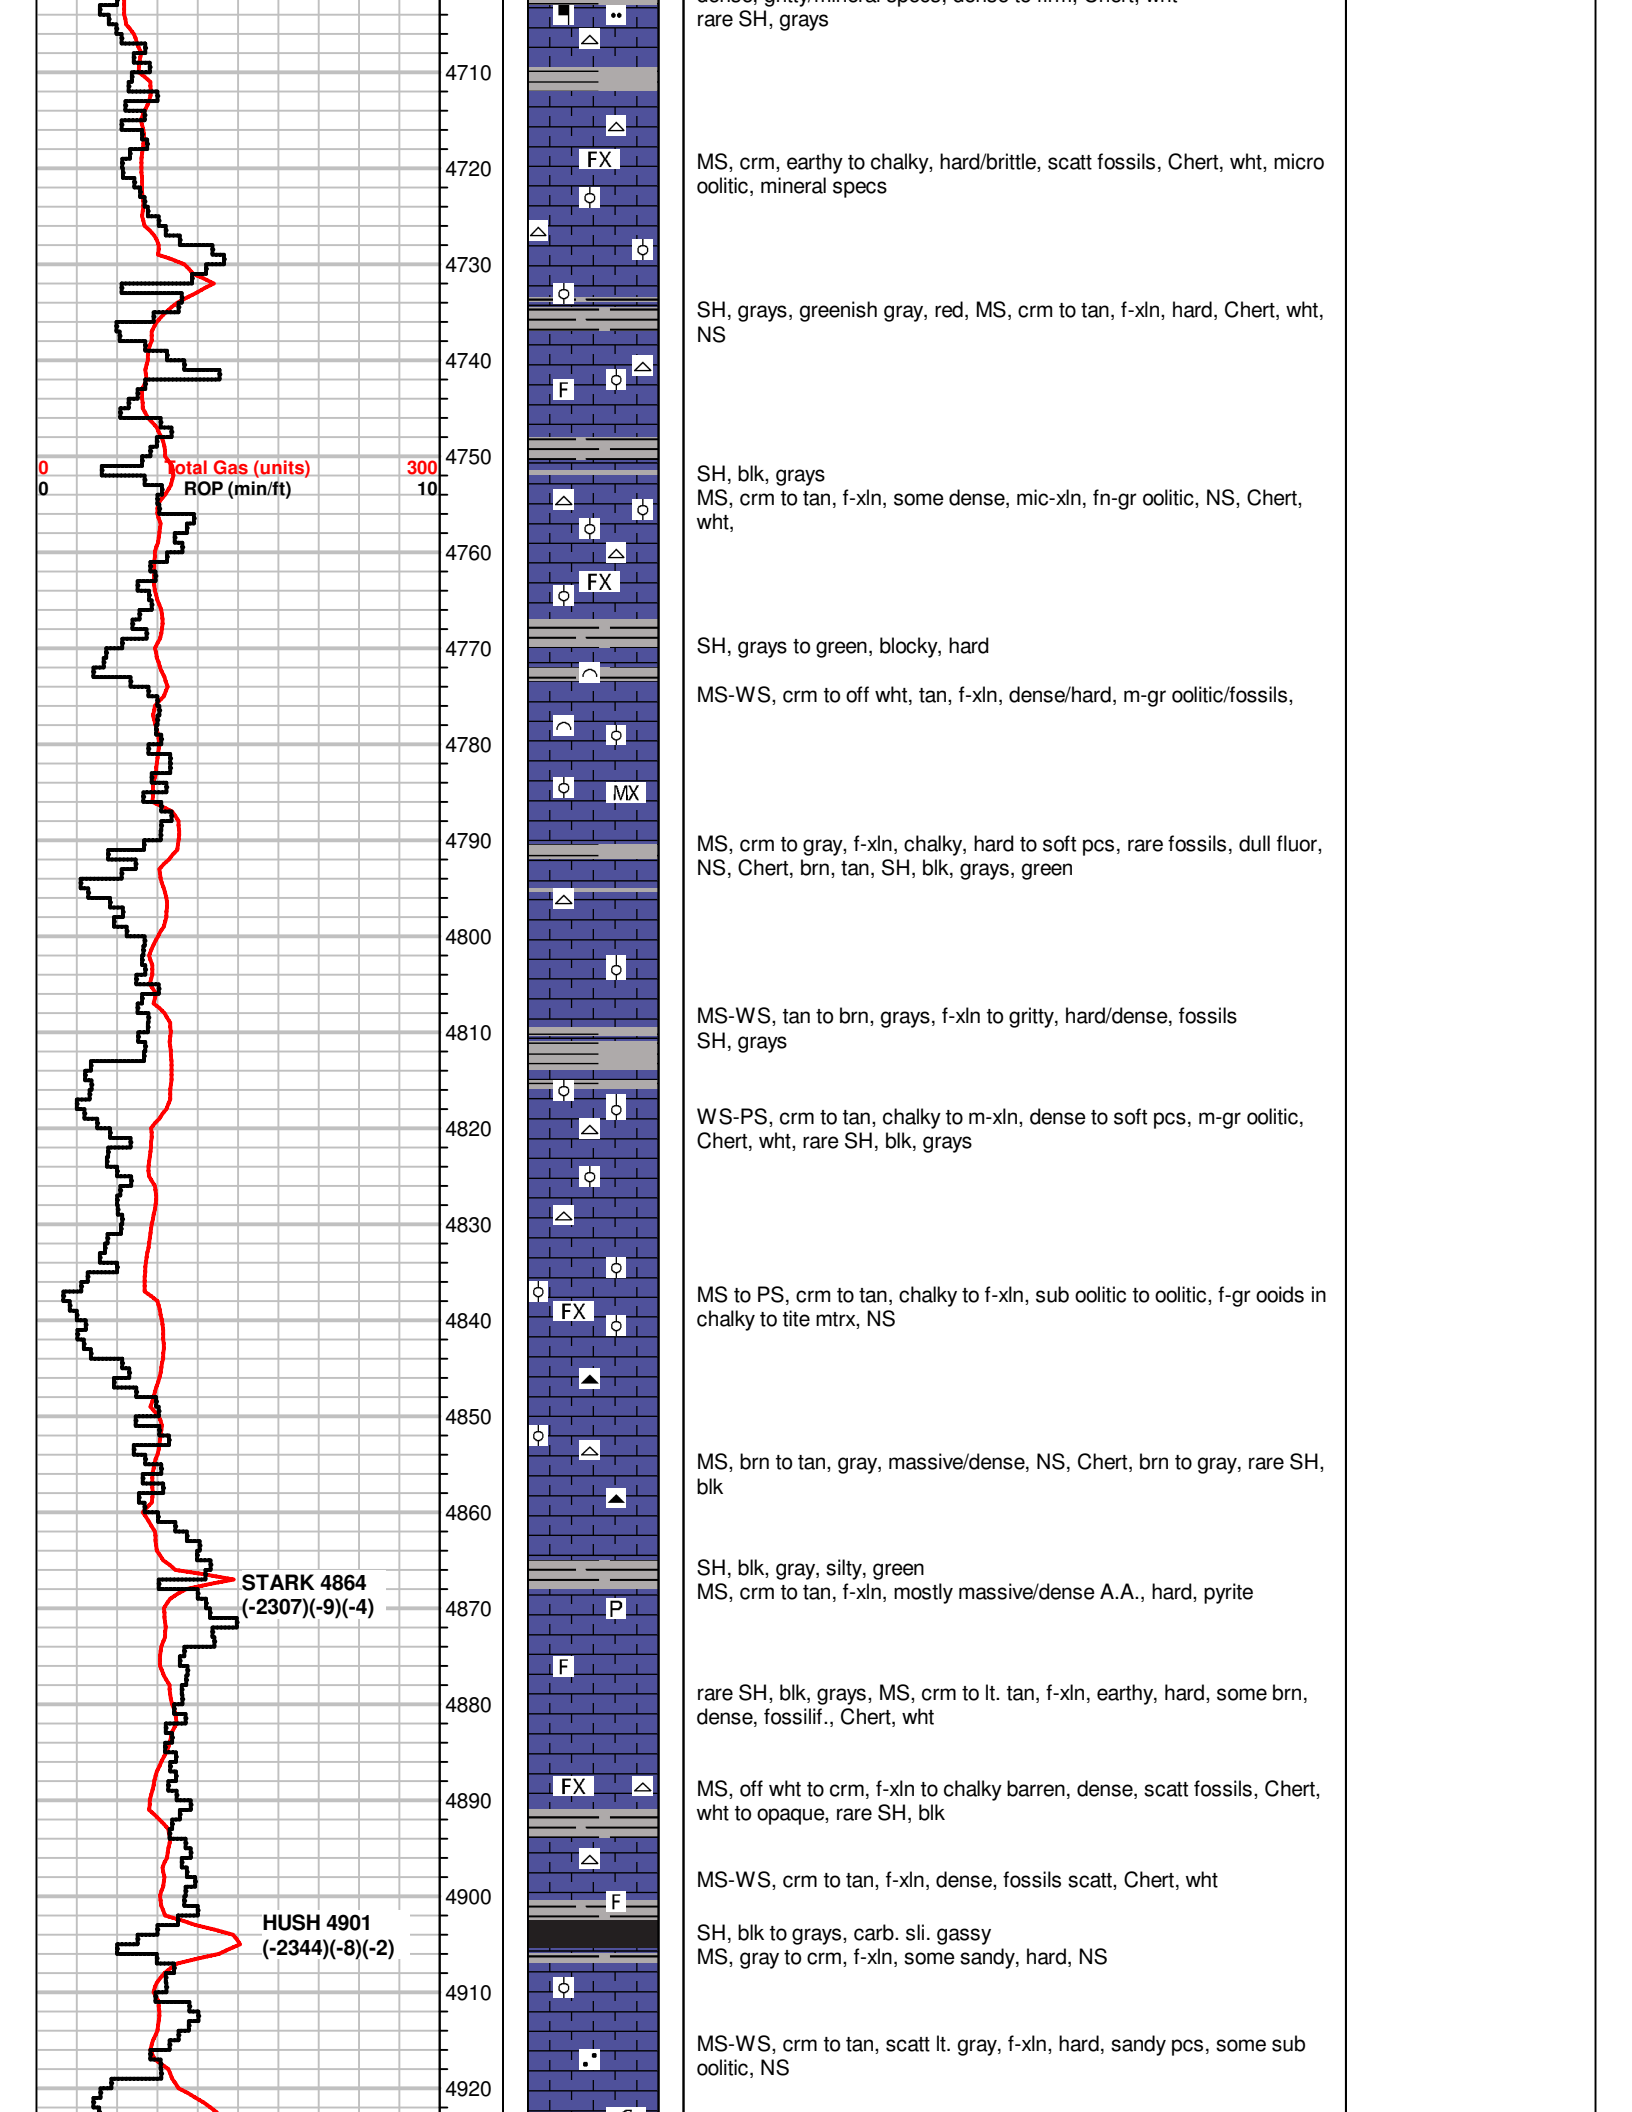 rare SH, grays
4710
FX
4720
MS, crm, earthy to chalky, hard/brittle, scatt fossils, Chert, wht, micro
oolitic, mineral specs
4730
SH, grays, greenish gray, red, MS, crm to tan, f-xln, hard, Chert, wht,
NS
4740
F
4750
0 Total Gas (units) 300
0 ROP (min/ft) 10
SH, blk, grays
MS, crm to tan, f-xln, some dense, mic-xln, fn-gr oolitic, NS, Chert,
wht,
4760
FX
4770
SH, grays to green, blocky, hard
MS-WS, crm to off wht, tan, f-xln, dense/hard, m-gr oolitic/fossils,
4780
MX
4790
MS, crm to gray, f-xln, chalky, hard to soft pcs, rare fossils, dull fluor,
NS, Chert, brn, tan, SH, blk, grays, green
4800
4810
MS-WS, tan to brn, grays, f-xln to gritty, hard/dense, fossils
SH, grays
4820
WS-PS, crm to tan, chalky to m-xln, dense to soft pcs, m-gr oolitic,
Chert, wht, rare SH, blk, grays
4830
MS to PS, crm to tan, chalky to f-xln, sub oolitic to oolitic, f-gr ooids in
chalky to tite mtrx, NS
FX
4840
4850
MS, brn to tan, gray, massive/dense, NS, Chert, brn to gray, rare SH,
blk
4860
SH, blk, gray, silty, green
MS, crm to tan, f-xln, mostly massive/dense A.A., hard, pyrite
STARK 4864
(-2307)(-9)(-4)
4870
P
F
4880
rare SH, blk, grays, MS, crm to lt. tan, f-xln, earthy, hard, some brn,
dense, fossilif., Chert, wht
FX
4890
MS, off wht to crm, f-xln to chalky barren, dense, scatt fossils, Chert,
wht to opaque, rare SH, blk
MS-WS, crm to tan, f-xln, dense, fossils scatt, Chert, wht
4900
F
HUSH 4901
(-2344)(-8)(-2)
SH, blk to grays, carb. sli. gassy
MS, gray to crm, f-xln, some sandy, hard, NS
4910
MS-WS, crm to tan, scatt lt. gray, f-xln, hard, sandy pcs, some sub
oolitic, NS
4920